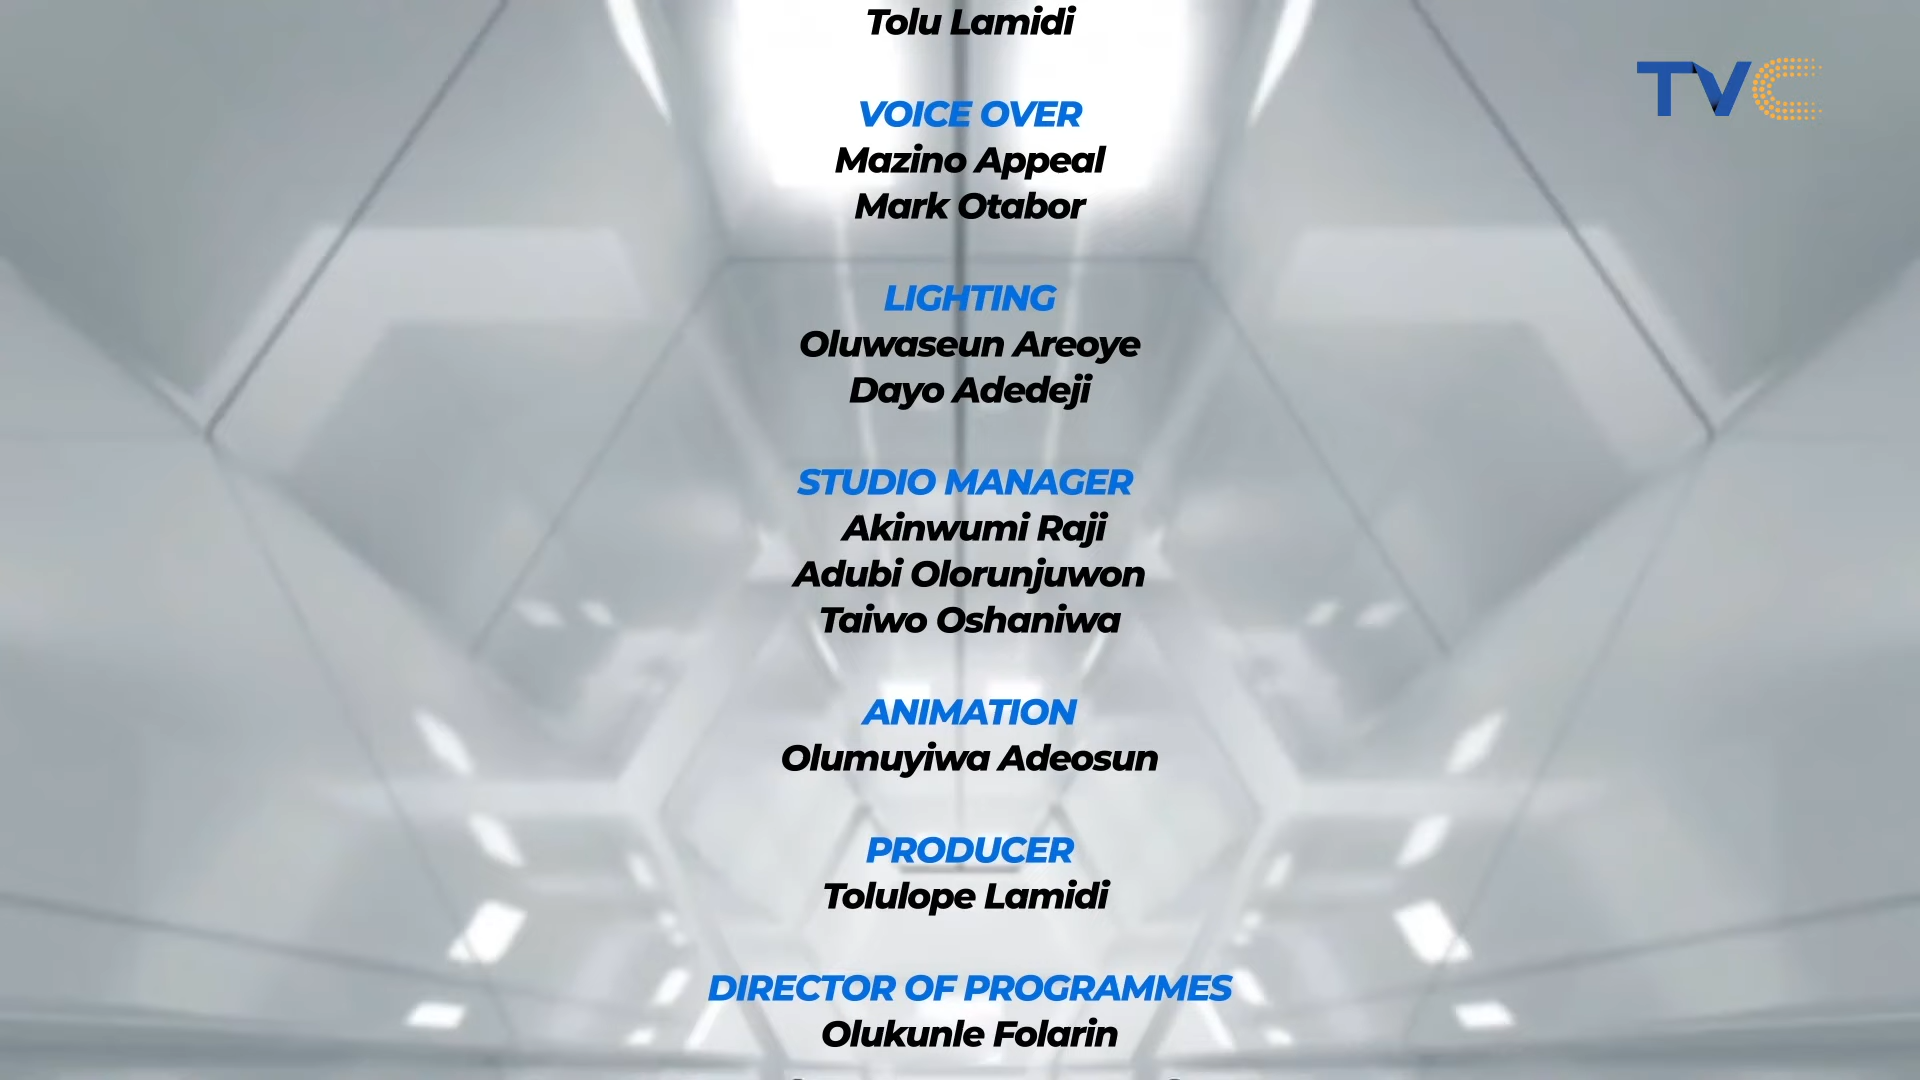 Tolu Lamidi
TVC
VOICE OVER
Mazino Appeal
Mark Otabor
LIGHTING
Oluwaseun Areoye
Dayo Adedeji
STUDIO MANAGER
Akinwumi Raji
Adubi Olorunjuwon
Taiwo Oshaniwa
ANIMATION
Olumuyiwa Adeosun
PRODUCER
Tolulope Lamidi
DIRECTOR OF PROGRAMMES
Olukunle Folarin